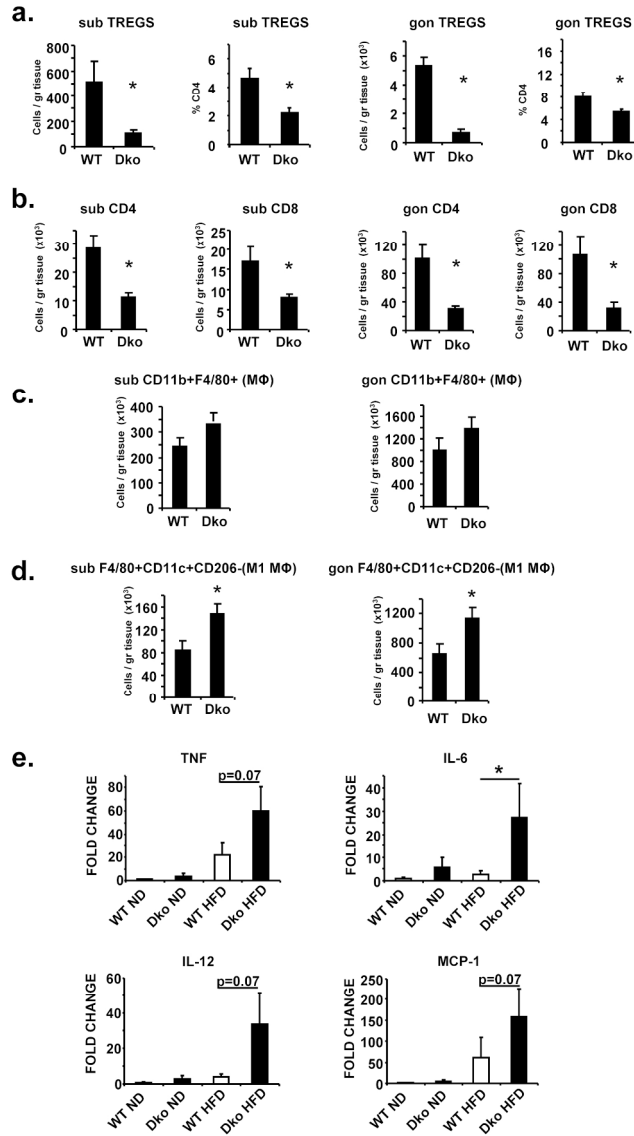 a.
sub TREGS
Cells / gr tissue
800
600
400
200
0
WT Dko
sub TREGS
% CD4
6
4
2
0
WT Dko
gon TREGS
Cells / gr tissue (x10³)
6
4
2
0
WT Dko
gon TREGS
% CD4
16
12
8
4
0
WT Dko
b.
sub CD4
Cells / gr tissue (x10³)
30
20
10
0
WT Dko
sub CD8
Cells / gr tissue (x10³)
25
20
15
10
5
0
WT Dko
gon CD4
Cells / gr tissue (x10³)
120
80
40
0
WT Dko
gon CD8
Cells / gr tissue (x10³)
120
80
40
0
WT Dko
*
*
*
*
*
*
*
*
c.
sub CD11b+F4/80+ (MΦ)
Cells / gr tissue (x10³)
400
300
200
100
0
WT Dko
gon CD11b+F4/80+ (MΦ)
Cells / gr tissue (x10³)
1600
1200
800
400
0
WT Dko
d.
sub F4/80+CD11c+CD206-(M1 MΦ)
Cells / gr tissue (x10³)
160
120
80
40
0
*
WT Dko
gon F4/80+CD11c+CD206-(M1 MΦ)
Cells / gr tissue (x10³)
1200
800
400
0
*
WT Dko
e.
TNF
FOLD CHANGE
80
60
40
20
0
p=0.07
WT ND
Dko ND
WT HFD
Dko HFD
IL-6
FOLD CHANGE
40
30
20
10
0
*
WT ND
Dko ND
WT HFD
Dko HFD
IL-12
FOLD CHANGE
60
40
20
0
p=0.07
WT ND
Dko ND
WT HFD
Dko HFD
MCP-1
FOLD CHANGE
250
200
150
100
50
0
p=0.07
WT ND
Dko ND
WT HFD
Dko HFD